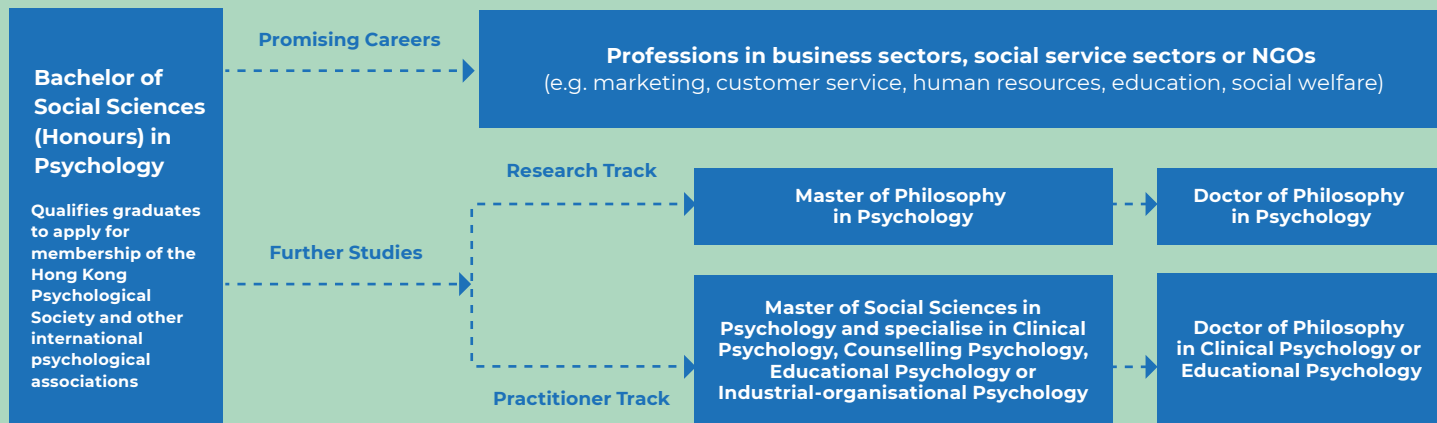 Bachelor of
Social Sciences
(Honours) in
Psychology
Qualifies graduates
to apply for
membership of the
Hong Kong
Psychological
Society and other
international
psychological
associations
Promising Careers
Professions in business sectors, social service sectors or NGOs
(e.g. marketing, customer service, human resources, education, social welfare)
Further Studies
Research Track
Master of Philosophy
in Psychology
Doctor of Philosophy
in Psychology
Practitioner Track
Master of Social Sciences in
Psychology and specialise in Clinical
Psychology, Counselling Psychology,
Educational Psychology or
Industrial-organisational Psychology
Doctor of Philosophy
in Clinical Psychology or
Educational Psychology